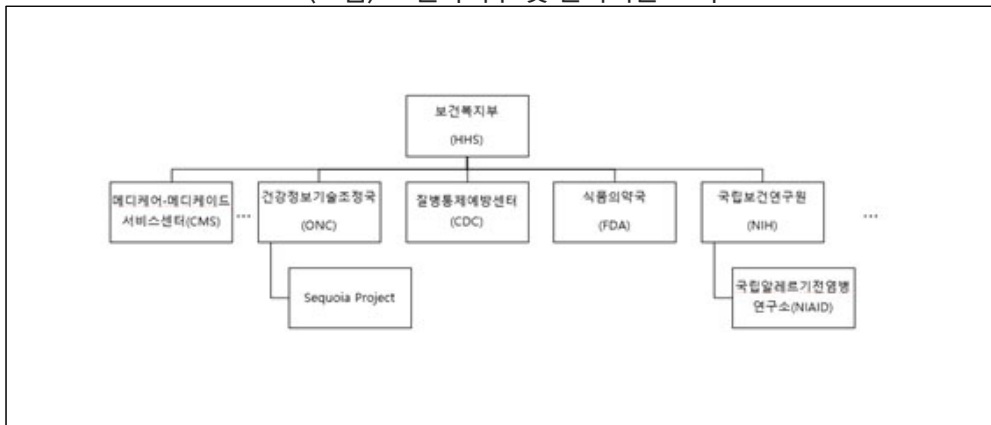 보건복지부
(HHS)
메디케어-메디케이드
서비스센터(CMS)
...
건강정보기술조정국
(ONC)
질병통제예방센터
(CDC)
식품의약국
(FDA)
국립보건연구원
(NIH)
...
Sequoia Project
국립알레르기전염병
연구소(NIAID)